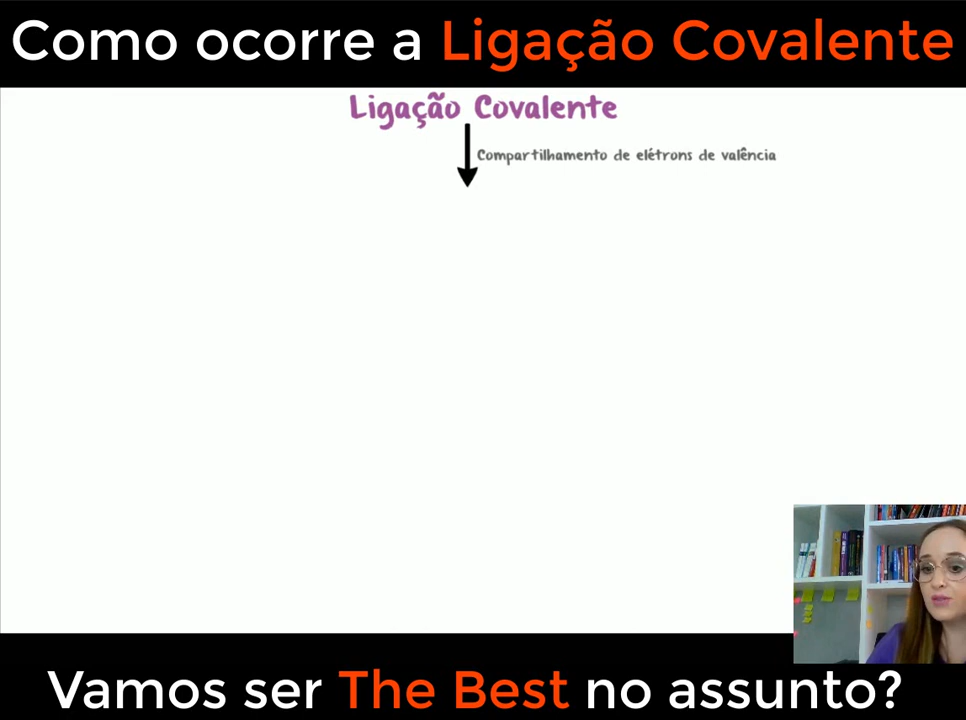 Como ocorre a Ligação Covalente
Ligação Covalente
Compartilhamento de elétrons de valência
Vamos ser The Best no assunto?